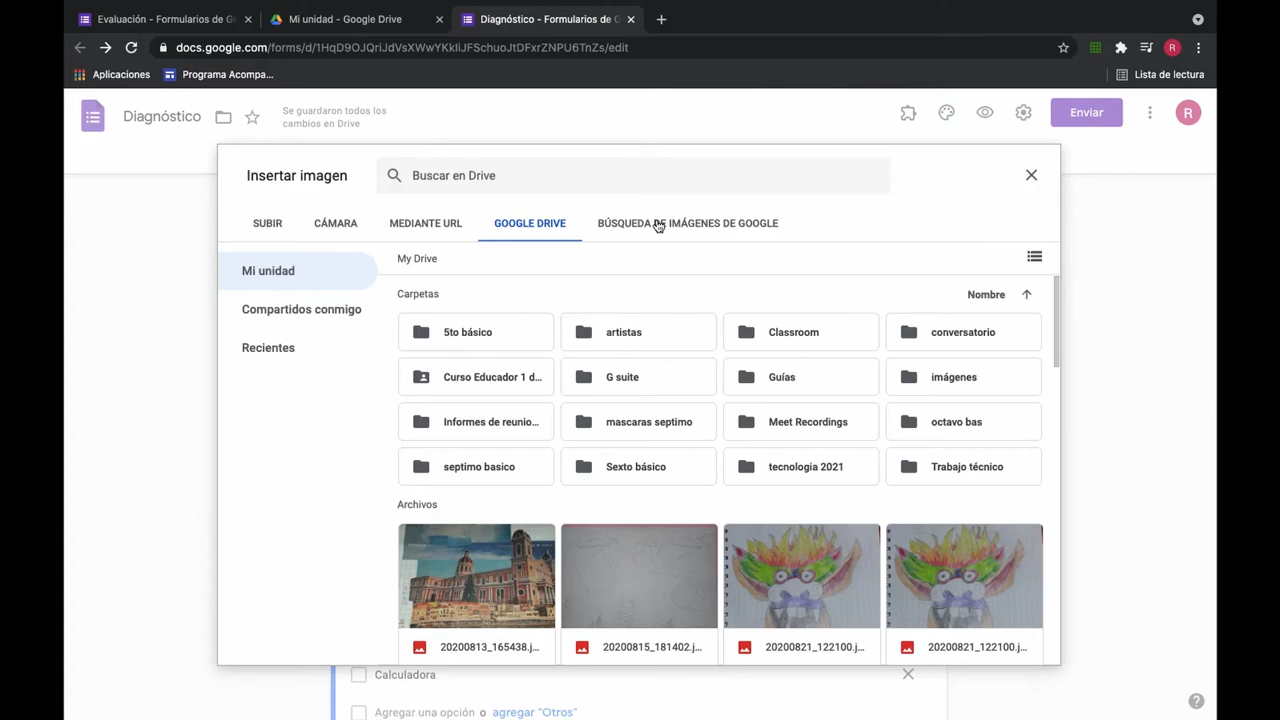 Evaluación - Formularios de G
Mi unidad - Google Drive
Diagnóstico - Formularios de G
docs.google.com/forms/d/1HqD9OJQriJdVsXWwYKkIiJFSchuoJtDFxrZNPU6TnZs/edit
R
Aplicaciones
Programa Acompa...
Lista de lectura
Diagnóstico
Se guardaron todos los
cambios en Drive
Enviar
R
Insertar imagen
Buscar en Drive
SUBIR
CÁMARA
MEDIANTE URL
GOOGLE DRIVE
BÚSQUEDA DE IMÁGENES DE GOOGLE
Mi unidad
Compartidos conmigo
Recientes
My Drive
Carpetas
Nombre
5to básico
artistas
Classroom
conversatorio
Curso Educador 1 d...
G suite
Guías
imágenes
Informes de reunio...
mascaras septimo
Meet Recordings
octavo bas
septimo basico
Sexto básico
tecnologia 2021
Trabajo técnico
Archivos
20200813_165438.j...
20200815_181402.j...
20200821_122100.j...
20200821_122100.j...
Calculadora
Agregar una opción o agregar "Otros"